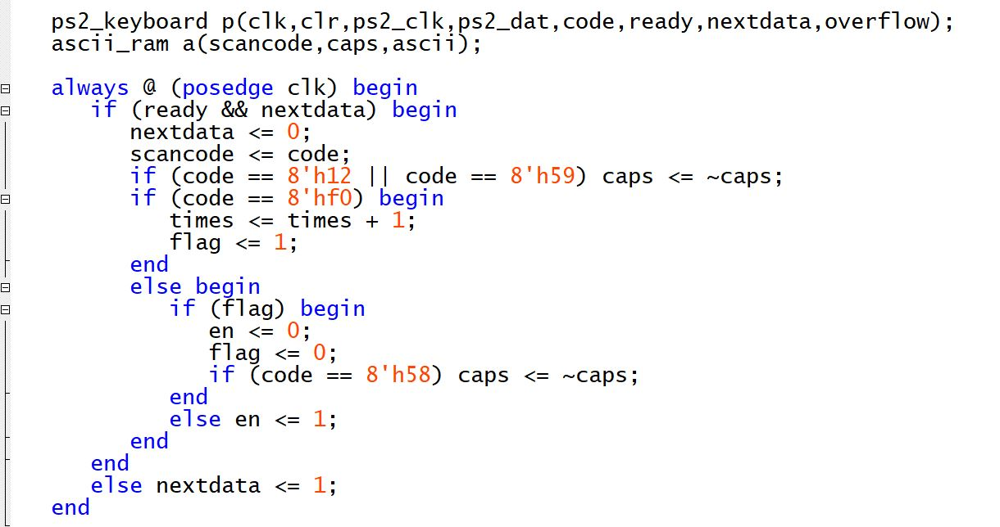 ps2_keyboard p(clk,clr,ps2_clk,ps2_dat,code,ready,nextdata,overflow);
ascii_ram a(scancode,caps,ascii);

always @ (posedge clk) begin
   if (ready && nextdata) begin
      nextdata <= 0;
      scancode <= code;
      if (code == 8'h12 || code == 8'h59) caps <= ~caps;
      if (code == 8'hf0) begin
         times <= times + 1;
         flag <= 1;
      end
      else begin
         if (flag) begin
            en <= 0;
            flag <= 0;
            if (code == 8'h58) caps <= ~caps;
         end
         else en <= 1;
      end
   end
   else nextdata <= 1;
end